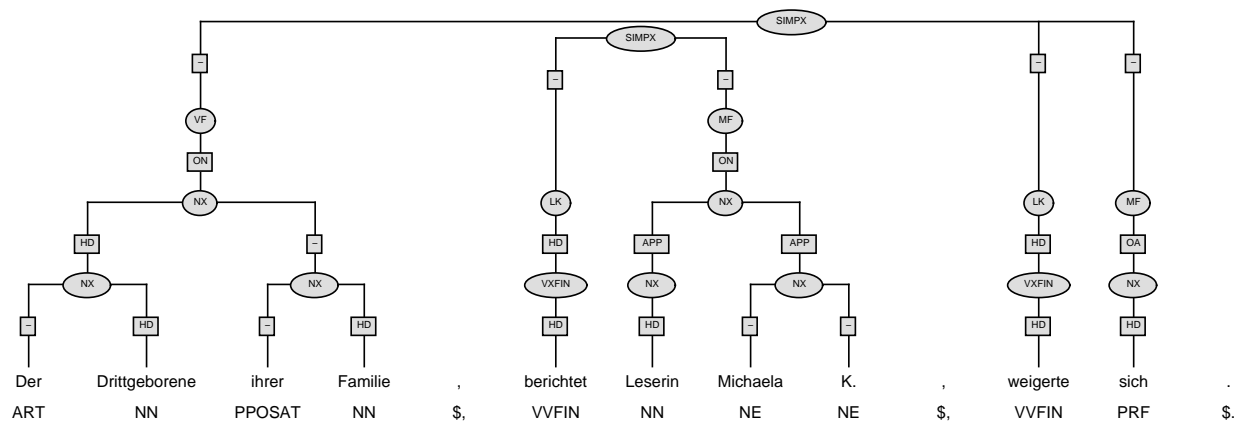 SIMPX
SIMPX
– – – – –
VF MF
ON ON
NX LK NX LK MF
HD – HD APP APP HD OA
NX NX VXFIN NX NX VXFIN NX
– HD – HD HD HD – – HD HD
Der Drittgeborene ihrer Familie , berichtet Leserin Michaela K. , weigerte sich .
ART NN PPOSAT NN $, VVFIN NN NE NE $, VVFIN PRF $.